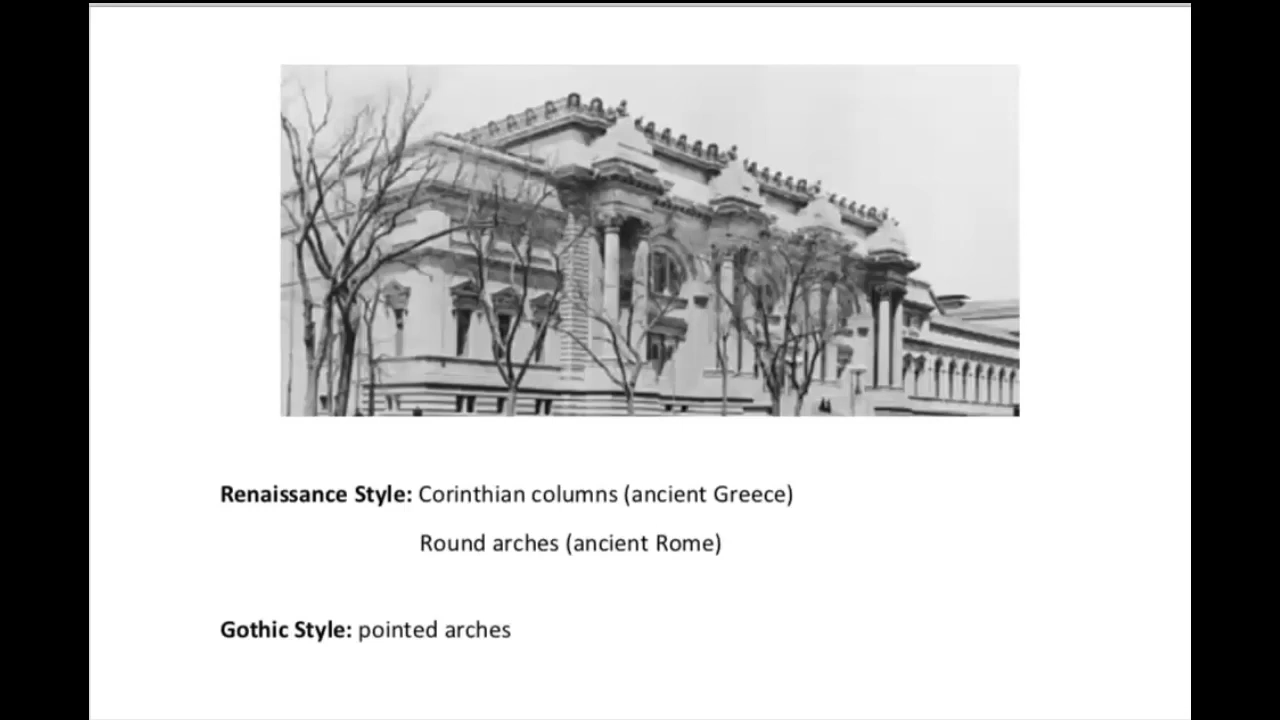 Renaissance Style: Corinthian columns (ancient Greece)
Round arches (ancient Rome)
Gothic Style: pointed arches